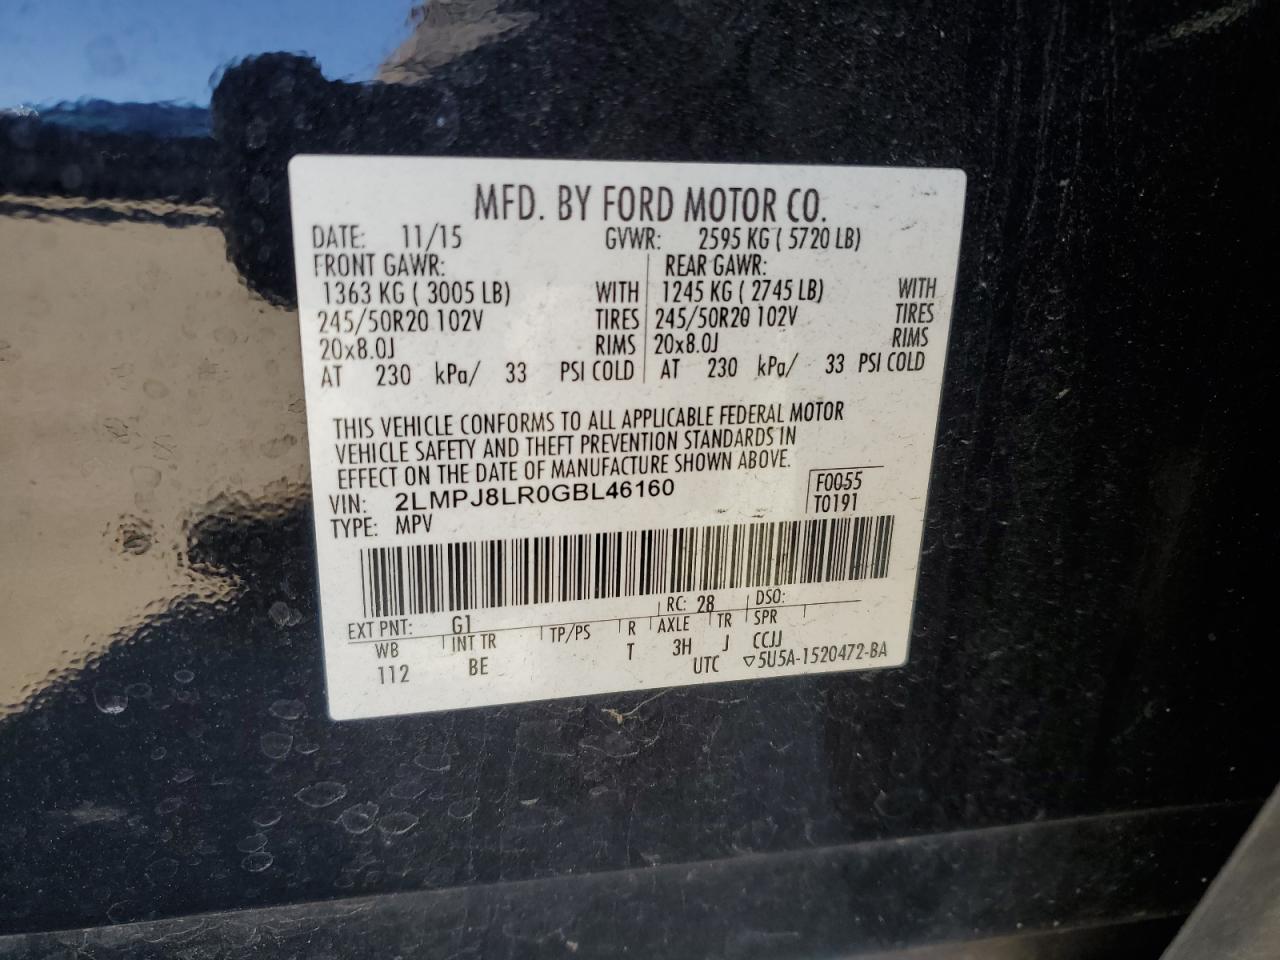 MFD. BY FORD MOTOR CO.
DATE: 11/15 GVWR: 2595 KG ( 5720 LB)
FRONT GAWR: REAR GAWR:
1363 KG ( 3005 LB) WITH 1245 KG ( 2745 LB) WITH
245/50R20 102V TIRES 245/50R20 102V TIRES
20x8.0J RIMS 20x8.0J RIMS
AT 230 kPa/ 33 PSI COLD AT 230 kPa/ 33 PSI COLD
THIS VEHICLE CONFORMS TO ALL APPLICABLE FEDERAL MOTOR
VEHICLE SAFETY AND THEFT PREVENTION STANDARDS IN
EFFECT ON THE DATE OF MANUFACTURE SHOWN ABOVE.
VIN: 2LMPJ8LR0GBL46160 F0055
TYPE: MPV T0191
EXT PNT: G1 RC: 28 DSO:
WB INT TR TP/PS R AXLE TR SPR
112 BE T 3H J CCJJ
UTC ▽5U5A-1520472-BA